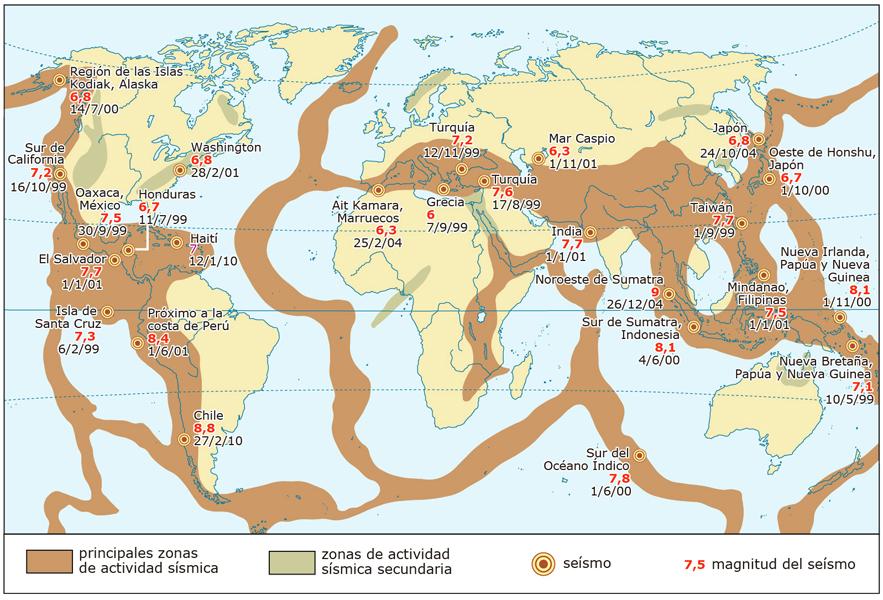 Región de las Islas
Kodiak, Alaska
6,8
14/7/00
Sur de
California
7,2
16/10/99
Washington
6,8
28/2/01
Oaxaca,
México
7,5
30/9/99
Honduras
6,7
11/7/99
Haití
7
12/1/10
El Salvador
7,7
1/1/01
Isla de
Santa Cruz
7,3
6/2/99
Próximo a la
costa de Perú
8,4
1/6/01
Chile
8,8
27/2/10
Turquía
7,2
12/11/99
Mar Caspio
6,3
1/11/01
Turquía
7,6
17/8/99
Ait Kamara,
Marruecos
6,3
25/2/04
Grecia
6
7/9/99
India
7,7
1/1/01
Japón
6,8
24/10/04
Oeste de Honshu,
Japón
6,7
1/10/00
Taiwán
7,7
1/9/99
Noroeste de Sumatra
9
26/12/04
Sur de Sumatra,
Indonesia
8,1
4/6/00
Mindanao,
Filipinas
7,5
1/1/01
Nueva Irlanda,
Papúa y Nueva
Guinea
8,1
1/11/00
Nueva Bretaña,
Papúa y Nueva Guinea
7,1
10/5/99
Sur del
Océano Índico
7,8
1/6/00
principales zonas
de actividad sísmica
zonas de actividad
sísmica secundaria
seísmo
7,5 magnitud del seísmo